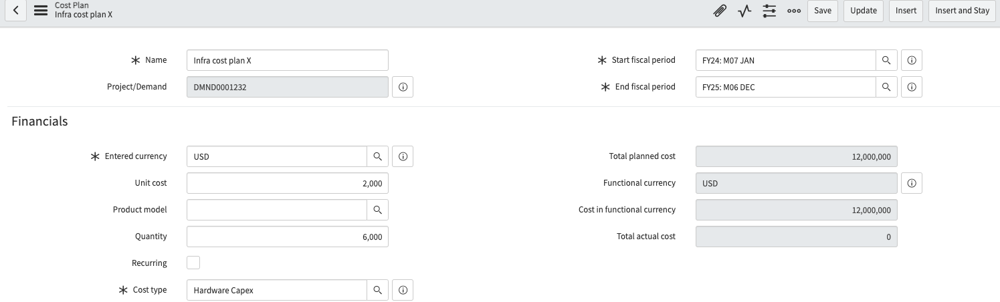 Cost Plan
Infra cost plan X
Save
Update
Insert
Insert and Stay
Name
Infra cost plan X
Start fiscal period
FY24: M07 JAN
Project/Demand
DMND0001232
End fiscal period
FY25: M06 DEC
Financials
Entered currency
USD
Total planned cost
12,000,000
Unit cost
2,000
Functional currency
USD
Product model
Cost in functional currency
12,000,000
Quantity
6,000
Total actual cost
0
Recurring
Cost type
Hardware Capex